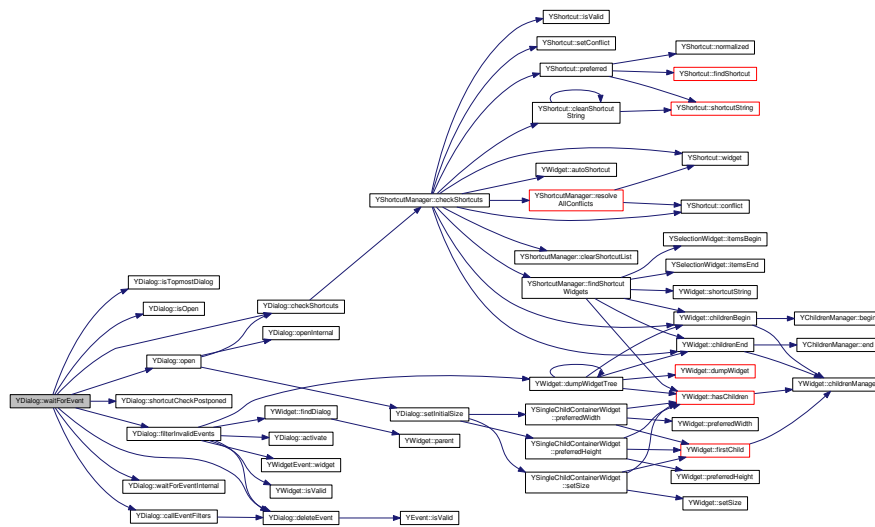 YShortcut::isValid
YShortcut::setConflict
YShortcut::normalized
YShortcut::preferred
YShortcut::findShortcut
YShortcut::cleanShortcut
String
YShortcut::shortcutString
YShortcut::widget
YWidget::autoShortcut
YShortcutManager::checkShortcuts
YShortcutManager::resolve
AllConflicts
YShortcut::conflict
YSelectionWidget::itemsBegin
YShortcutManager::clearShortcutList
YSelectionWidget::itemsEnd
YDialog::isTopmostDialog
YShortcutManager::findShortcut
Widgets
YWidget::shortcutString
YDialog::isOpen
YDialog::checkShortcuts
YWidget::childrenBegin
YChildrenManager::begin
YDialog::openInternal
YWidget::childrenEnd
YChildrenManager::end
YDialog::open
YWidget::dumpWidget
YWidget::dumpWidgetTree
YWidget::childrenManager
YDialog::waitForEvent
YDialog::shortcutCheckPostponed
YWidget::hasChildren
YWidget::findDialog
YDialog::setInitialSize
YSingleChildContainerWidget
::preferredWidth
YWidget::preferredWidth
YDialog::filterInvalidEvents
YDialog::activate
YWidget::parent
YSingleChildContainerWidget
::preferredHeight
YWidget::firstChild
YWidgetEvent::widget
YWidget::preferredHeight
YDialog::waitForEventInternal
YWidget::isValid
YSingleChildContainerWidget
::setSize
YWidget::setSize
YDialog::callEventFilters
YDialog::deleteEvent
YEvent::isValid